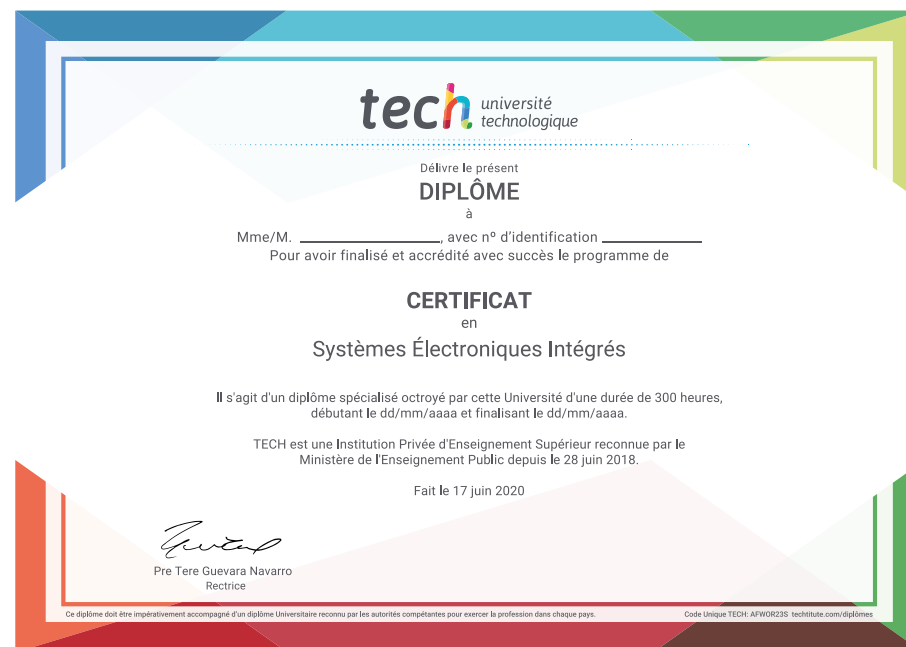 tech université
technologique
Délivre le présent
DIPLÔME
à
Mme/M. ____________________, avec nº d'identification ______________
Pour avoir finalisé et accrédité avec succès le programme de
CERTIFICAT
en
Systèmes Électroniques Intégrés
Il s'agit d'un diplôme spécialisé octroyé par cette Université d'une durée de 300 heures,
débutant le dd/mm/aaaa et finalisant le dd/mm/aaaa.
TECH est une Institution Privée d'Enseignement Supérieur reconnue par le
Ministère de l'Enseignement Public depuis le 28 juin 2018.
Fait le 17 juin 2020
Pre Tere Guevara Navarro
Rectrice
Ce diplôme doit être impérativement accompagné d'un diplôme Universitaire reconnu par les autorités compétentes pour exercer la profession dans chaque pays.
Code Unique TECH: AFWOR23S techtitute.com/diplômes